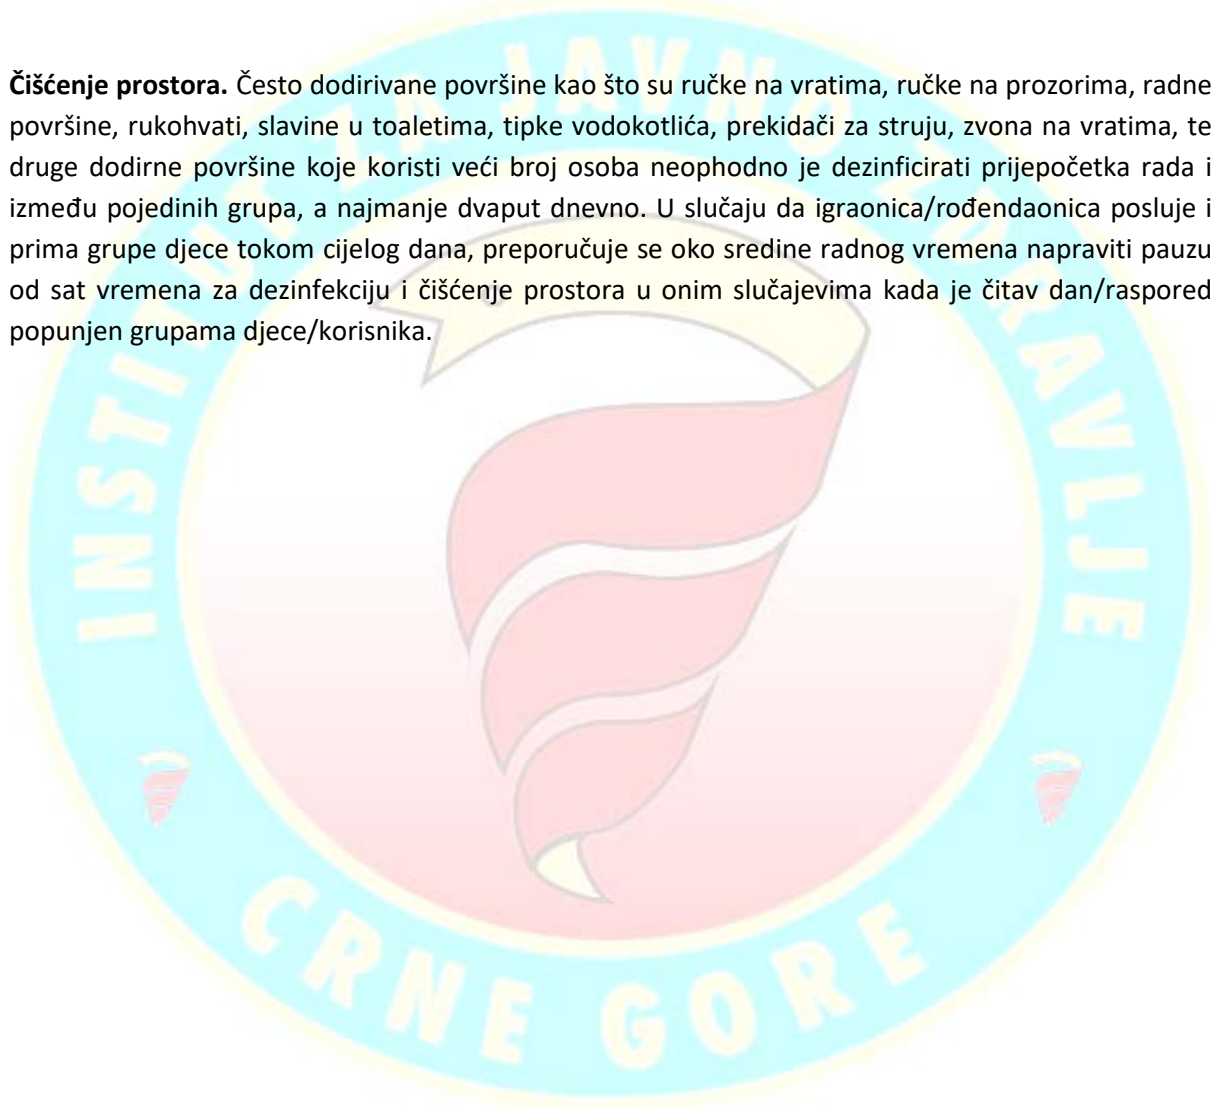 Čišćenje prostora. Često dodirivane površine kao što su ručke na vratima, ručke na prozorima, radne
površine, rukohvati, slavine u toaletima, tipke vodokotlića, prekidači za struju, zvona na vratima, te
druge dodirne površine koje koristi veći broj osoba neophodno je dezinficirati prijepočetka rada i
između pojedinih grupa, a najmanje dvaput dnevno. U slučaju da igraonica/rođendaonica posluje i
prima grupe djece tokom cijelog dana, preporučuje se oko sredine radnog vremena napraviti pauzu
od sat vremena za dezinfekciju i čišćenje prostora u onim slučajevima kada je čitav dan/raspored
popunjen grupama djece/korisnika.
INSTITUT ZA JAVNO ZDRAVLJE
CRNE GORE